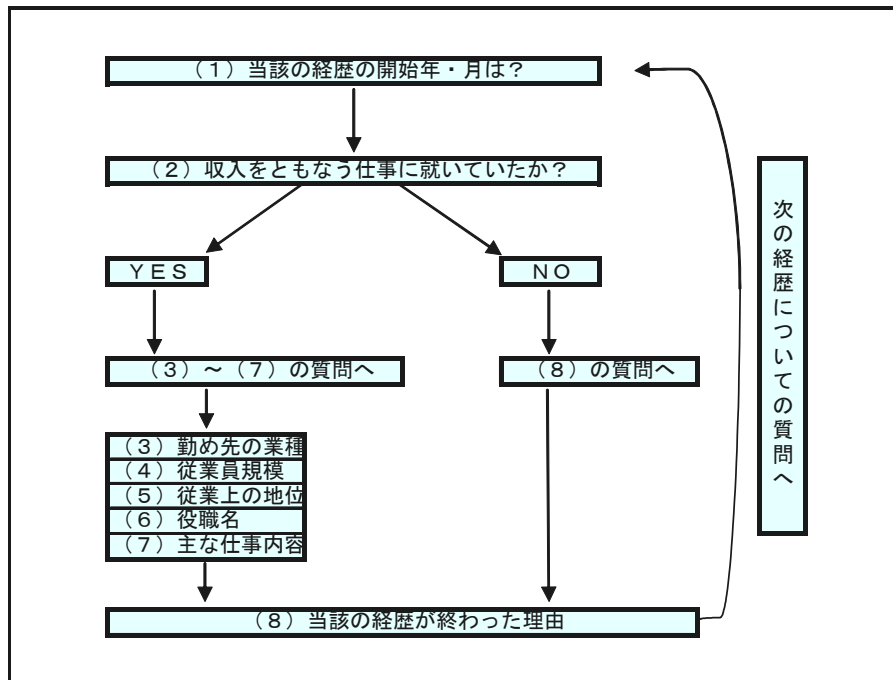 （１）当該の経歴の開始年・月は？
（２）収入をともなう仕事に就いていたか？
ＹＥＳ
ＮＯ
（３）～（７）の質問へ
（８）の質問へ
（３）勤め先の業種
（４）従業員規模
（５）従業上の地位
（６）役職名
（７）主な仕事内容
（８）当該の経歴が終わった理由
次の経歴についての質問へ